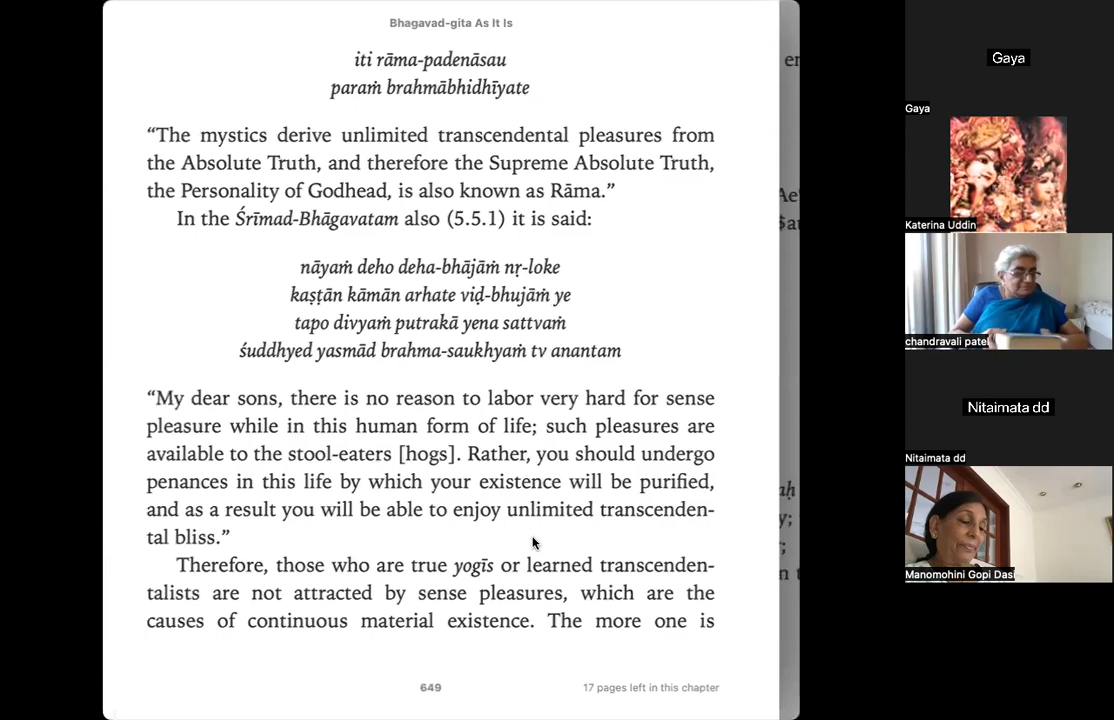 Bhagavad-gita As It Is
iti rāma-padenāsau
paraṁ brahmābhidhīyate
“The mystics derive unlimited transcendental pleasures from
the Absolute Truth, and therefore the Supreme Absolute Truth,
the Personality of Godhead, is also known as Rāma.”
In the Śrīmad-Bhāgavatam also (5.5.1) it is said:
nāyaṁ deho deha-bhājāṁ nṛ-loke
kaṣṭān kāmān arhate viḍ-bhujāṁ ye
tapo divyaṁ putrakā yena sattvaṁ
śuddhyed yasmād brahma-saukhyaṁ tv anantam
“My dear sons, there is no reason to labor very hard for sense
pleasure while in this human form of life; such pleasures are
available to the stool-eaters [hogs]. Rather, you should undergo
penances in this life by which your existence will be purified,
and as a result you will be able to enjoy unlimited transcenden-
tal bliss.”
Therefore, those who are true yogīs or learned transcenden-
talists are not attracted by sense pleasures, which are the
causes of continuous material existence. The more one is
649
17 pages left in this chapter
Gaya
Gaya
Katerina Uddin
chandravali patel
Nitaimata dd
Nitaimata dd
Manomohini Gopi Dasi